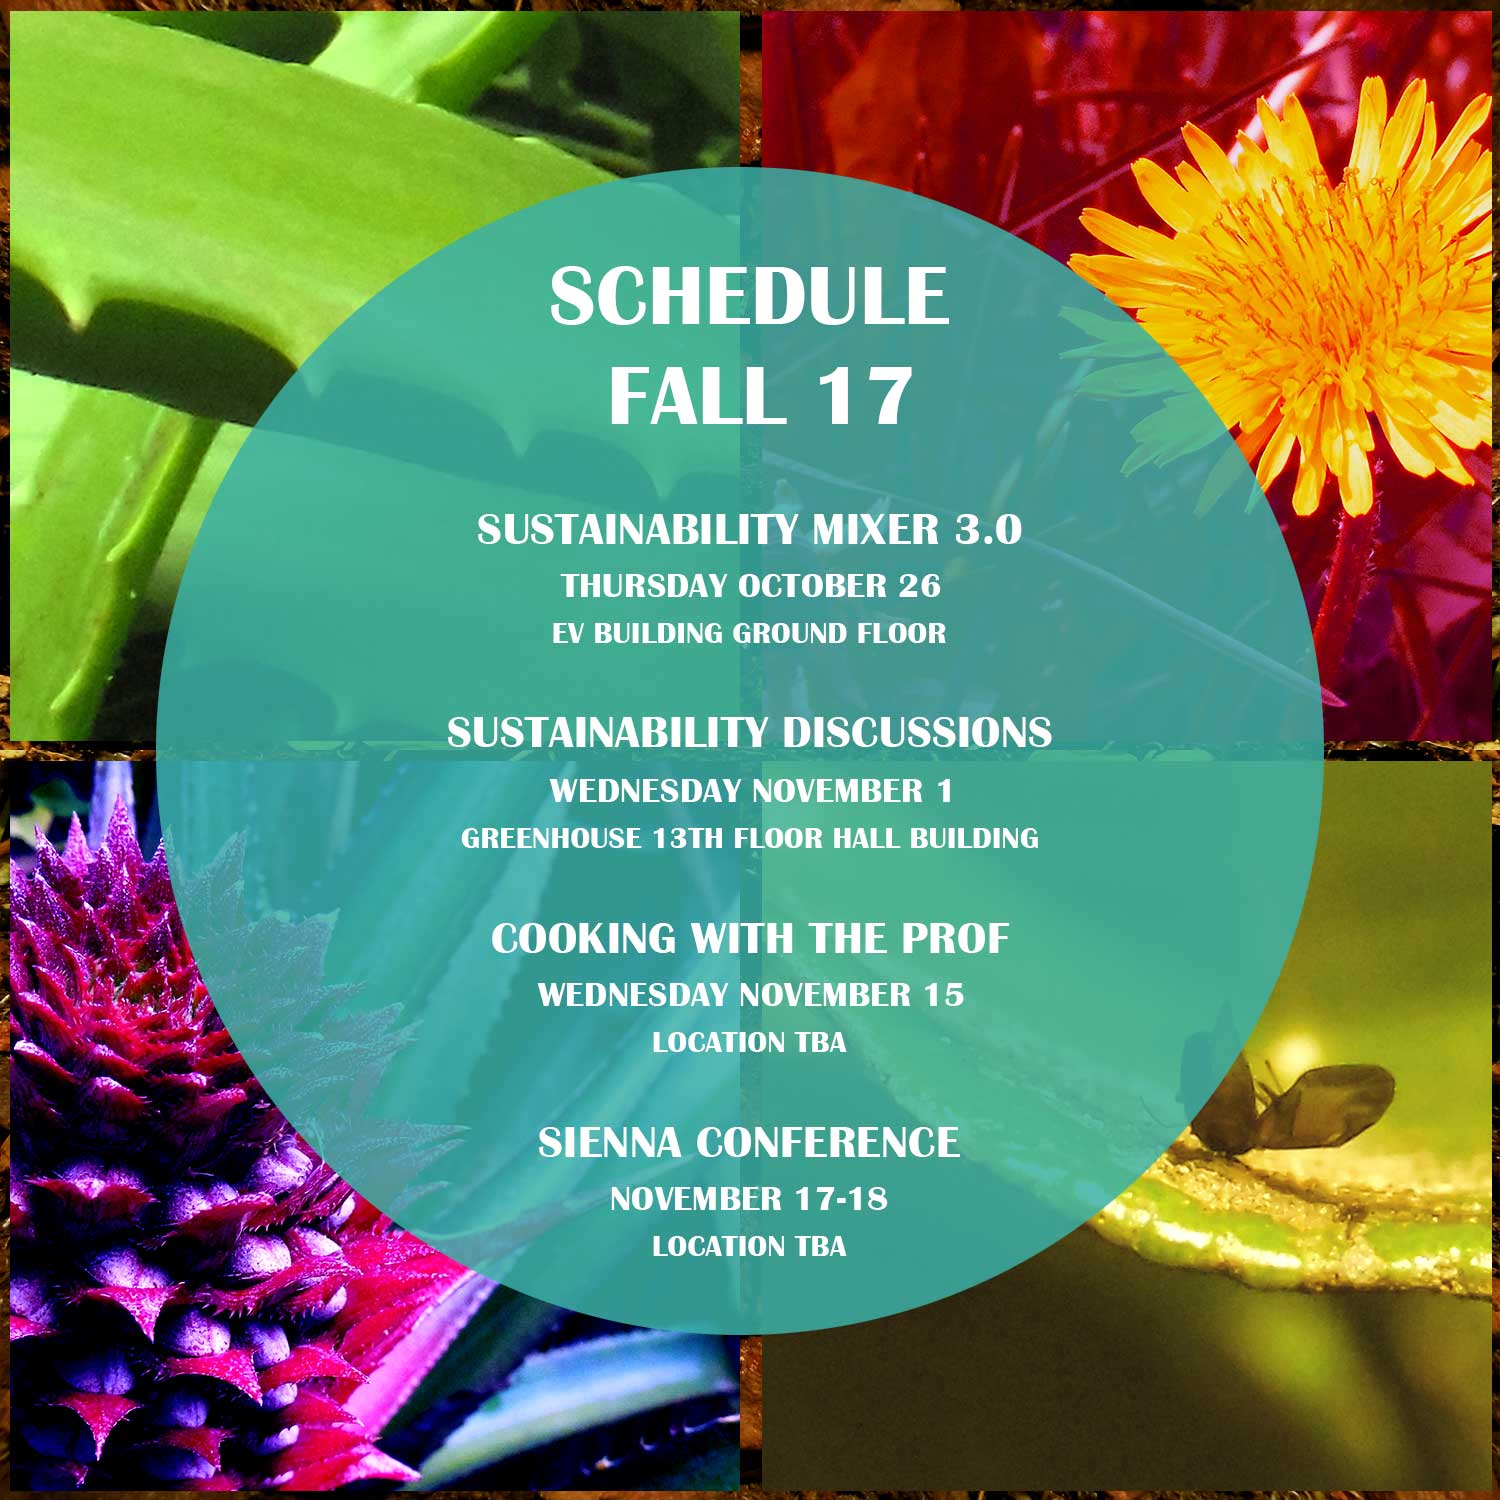 SCHEDULE
FALL 17
SUSTAINABILITY MIXER 3.0
THURSDAY OCTOBER 26
EV BUILDING GROUND FLOOR
SUSTAINABILITY DISCUSSIONS
WEDNESDAY NOVEMBER 1
GREENHOUSE 13TH FLOOR HALL BUILDING
COOKING WITH THE PROF
WEDNESDAY NOVEMBER 15
LOCATION TBA
SIENNA CONFERENCE
NOVEMBER 17-18
LOCATION TBA